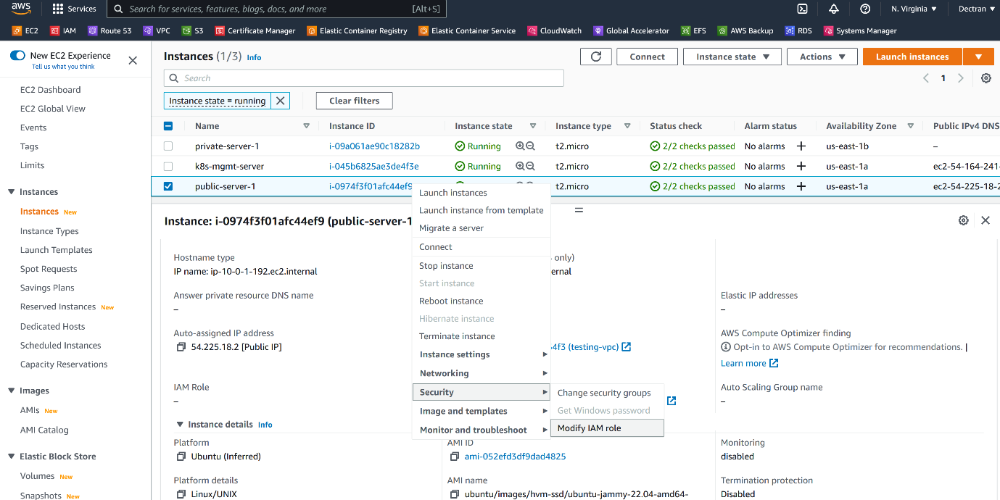 aws
Services
Search for services, features, blogs, docs, and more
[Alt+S]
N. Virginia ▼
Dectran ▼
EC2
IAM
Route 53
VPC
S3
Certificate Manager
Elastic Container Registry
Elastic Container Service
CloudWatch
Global Accelerator
EFS
AWS Backup
RDS
Systems Manager
New EC2 Experience
Tell us what you think
EC2 Dashboard
EC2 Global View
Events
Tags
Limits
Instances
Instances New
Instance Types
Launch Templates
Spot Requests
Savings Plans
Reserved Instances New
Dedicated Hosts
Scheduled Instances
Capacity Reservations
Images
AMIs New
AMI Catalog
Elastic Block Store
Volumes New
Snapshots New
Instances (1/3) Info
Connect
Instance state ▼
Actions ▼
Launch instances
Search
1
Instance state = running
Clear filters
Name Instance ID Instance state Instance type Status check Alarm status Availability Zone Public IPv4 DNS
private-server-1 i-09a061ae90c18282b Running t2.micro 2/2 checks passed No alarms + us-east-1b –
k8s-mgmt-server i-045b6825ae3de4f3e Running t2.micro 2/2 checks passed No alarms + us-east-1a ec2-54-164-241-
public-server-1 i-0974f3f01afc44ef9 t2.micro 2/2 checks passed No alarms + us-east-1a ec2-54-225-18-2
Instance: i-0974f3f01afc44ef9 (public-server-1
Hostname type
IP name: ip-10-0-1-192.ec2.internal
Answer private resource DNS name
–
Auto-assigned IP address
54.225.18.2 [Public IP]
IAM Role
–
Launch instances
Launch instance from template
Migrate a server
Connect
Stop instance
Start instance
Reboot instance
Hibernate instance
Terminate instance
Instance settings
Networking
Security
Image and templates
Monitor and troubleshoot
Change security groups
Get Windows password
Modify IAM role
only)
ernal
4f3 (testing-vpc)
Elastic IP addresses
–
AWS Compute Optimizer finding
Opt-in to AWS Compute Optimizer for recommendations. |
Learn more
Auto Scaling Group name
–
Instance details Info
Platform
Ubuntu (Inferred)
AMI ID
ami-052efd3df9dad4825
Monitoring
disabled
Platform details
Linux/UNIX
AMI name
ubuntu/images/hvm-ssd/ubuntu-jammy-22.04-amd64-
Termination protection
Disabled